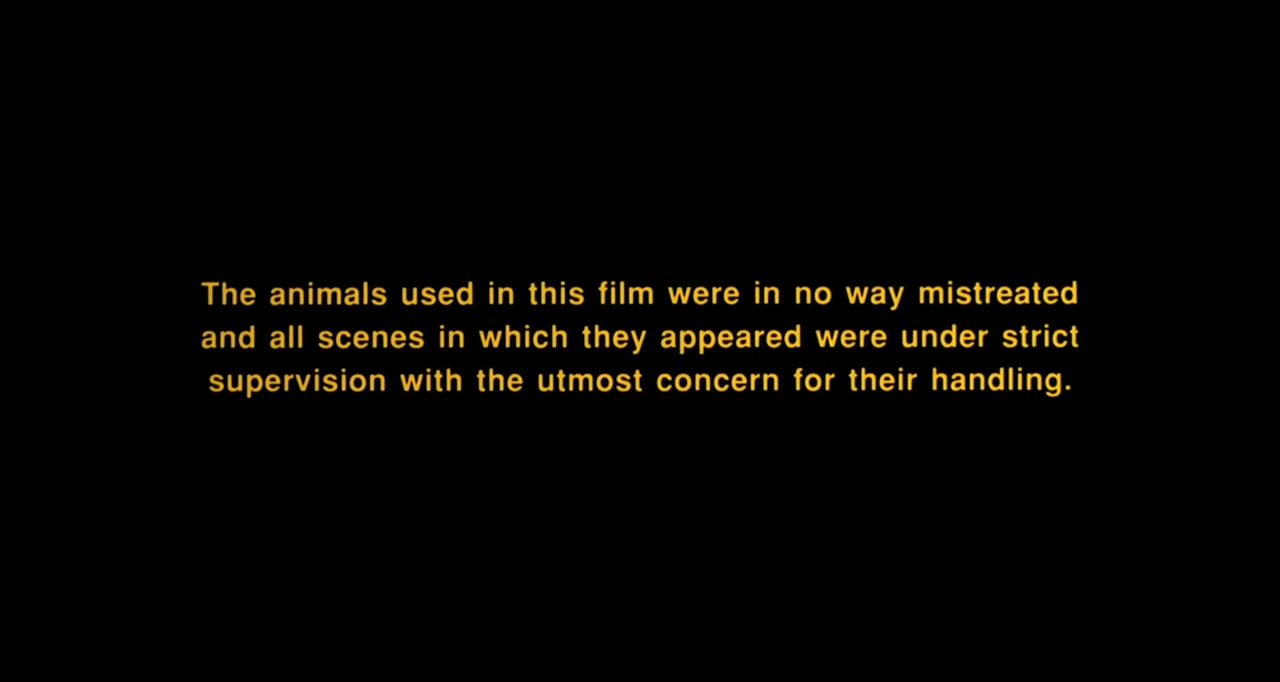 The animals used in this film were in no way mistreated
and all scenes in which they appeared were under strict
supervision with the utmost concern for their handling.